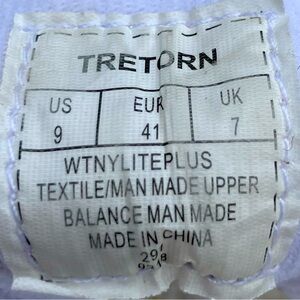 TRETORN
US EUR UK
9 41 7
WTNYLITEPLUS
TEXTILE/MAN MADE UPPER
BALANCE MAN MADE
MADE IN CHINA